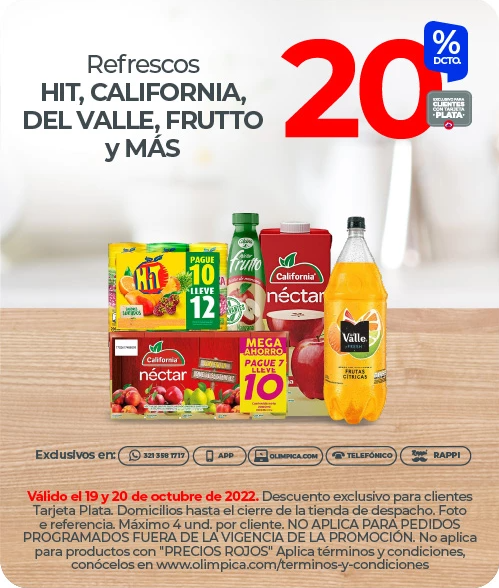 Refrescos
HIT, CALIFORNIA,
DEL VALLE, FRUTTO
y MÁS
20
%
DCTO.
EXCLUSIVO PARA
CLIENTES
CON TARJETA
PLATA
Hit
PAGUE
10
LLEVE
12
frutto
California
néctar
California
néctar
MEGA
AHORRO
PAGUE 7
LLEVE
10
del Valle
FRESH
FRUTAS
CÍTRICAS
Exclusivos en: 321 358 1717 APP OLIMPICA.COM TELEFÓNICO RAPPI
Válido el 19 y 20 de octubre de 2022. Descuento exclusivo para clientes
Tarjeta Plata. Domicilios hasta el cierre de la tienda de despacho. Foto
e referencia. Máximo 4 und. por cliente. NO APLICA PARA PEDIDOS
PROGRAMADOS FUERA DE LA VIGENCIA DE LA PROMOCIÓN. No aplica
para productos con "PRECIOS ROJOS" Aplica términos y condiciones,
conócelos en www.olimpica.com/terminos-y-condiciones